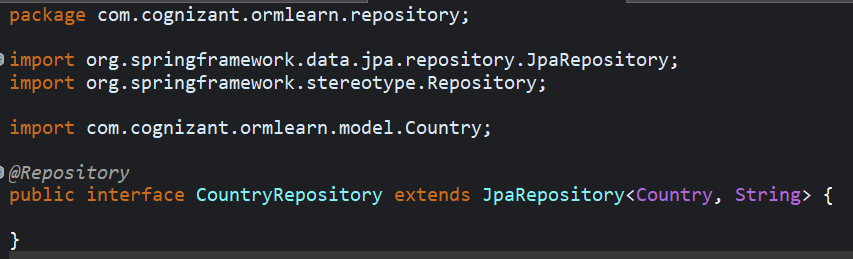 package com.cognizant.ormlearn.repository;
import org.springframework.data.jpa.repository.JpaRepository;
import org.springframework.stereotype.Repository;
import com.cognizant.ormlearn.model.Country;
@Repository
public interface CountryRepository extends JpaRepository<Country, String> {
}